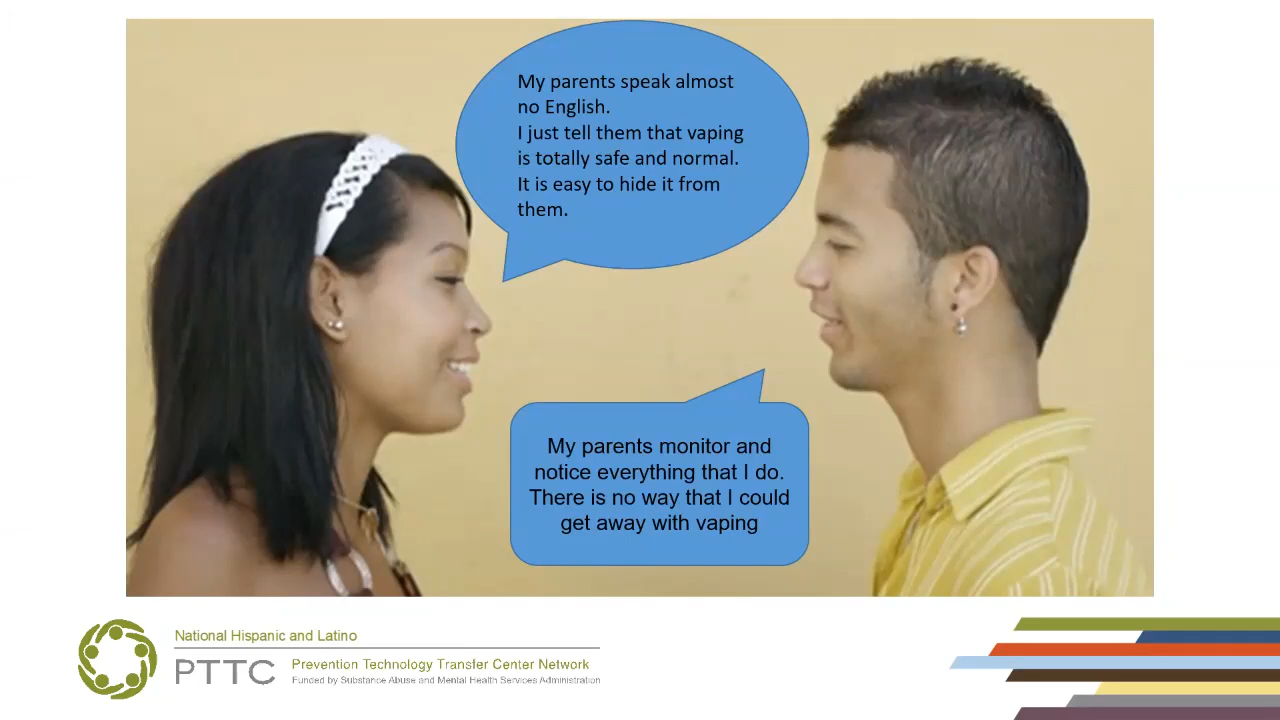 My parents speak almost
no English.
I just tell them that vaping
is totally safe and normal.
It is easy to hide it from
them.
My parents monitor and
notice everything that I do.
There is no way that I could
get away with vaping
National Hispanic and Latino
PTTC
Prevention Technology Transfer Center Network
Funded by Substance Abuse and Mental Health Services Administration